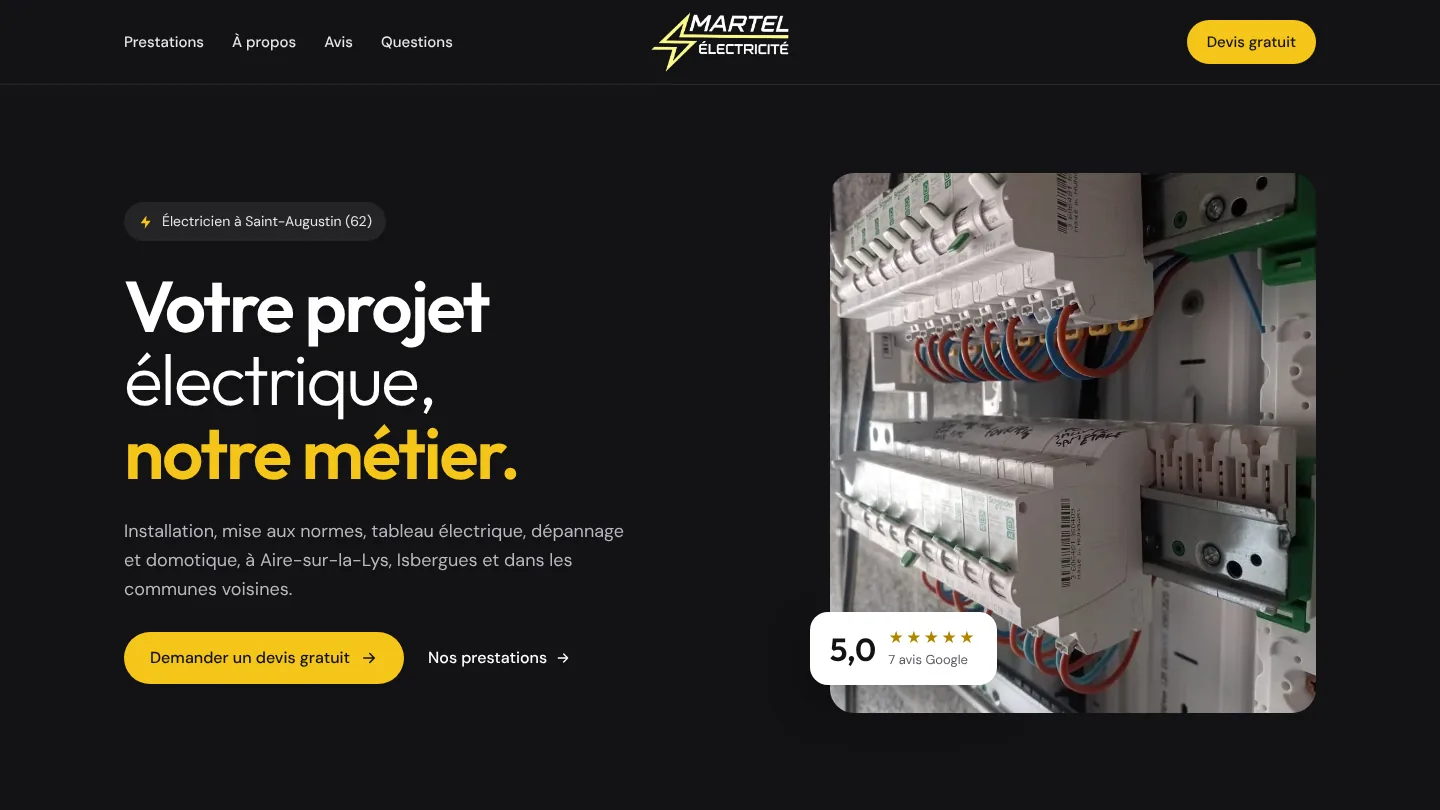 Prestations
À propos
Avis
Questions
MARTEL
ÉLECTRICITÉ
Devis gratuit
Électricien à Saint-Augustin (62)
Votre projet
électrique,
notre métier.
Installation, mise aux normes, tableau électrique, dépannage
et domotique, à Aire-sur-la-Lys, Isbergues et dans les
communes voisines.
Demander un devis gratuit →
Nos prestations →
5,0
★★★★★
7 avis Google